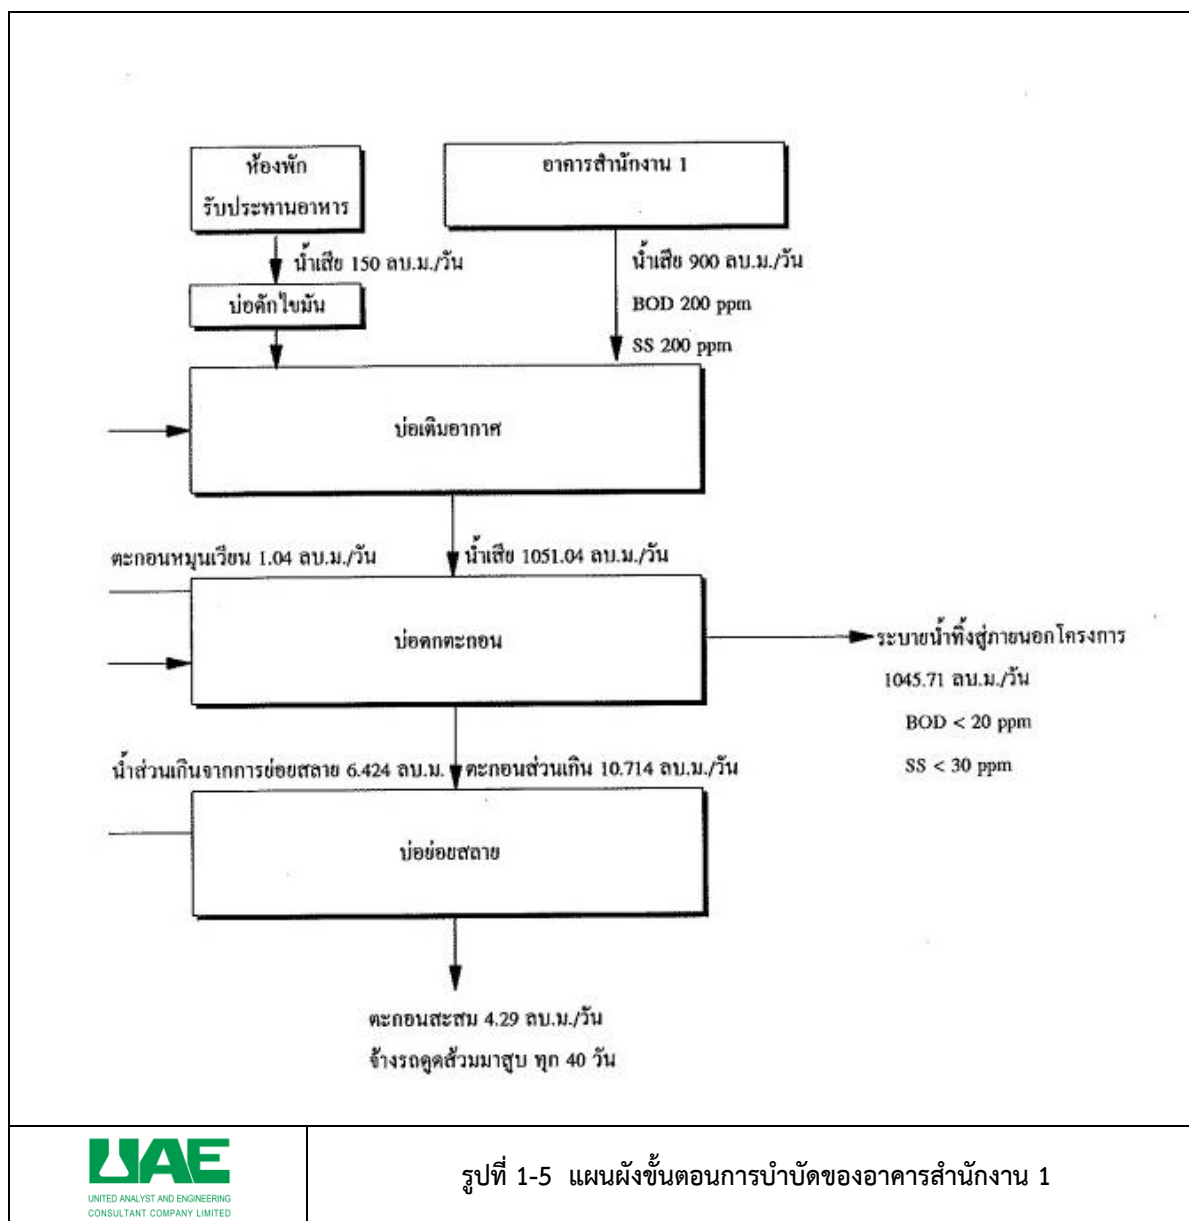 ห้องพัก
รับประทานอาหาร
อาคารสำนักงาน 1
น้ำเสีย 150 ลบ.ม./วัน
น้ำเสีย 900 ลบ.ม./วัน
BOD 200 ppm
SS 200 ppm
บ่อดักไขมัน
บ่อเติมอากาศ
ตะกอนหมุนเวียน 1.04 ลบ.ม./วัน
น้ำเสีย 1051.04 ลบ.ม./วัน
บ่อตกตะกอน
ระบายน้ำทิ้งสู่ภายนอกโครงการ
1045.71 ลบ.ม./วัน
BOD < 20 ppm
SS < 30 ppm
น้ำส่วนเกินจากการย่อยสลาย 6.424 ลบ.ม.
ตะกอนส่วนเกิน 10.714 ลบ.ม./วัน
บ่อย่อยสลาย
ตะกอนสะสม 4.29 ลบ.ม./วัน
จ้างรถดูดส้วมมาสูบ ทุก 40 วัน
UAE
UNITED ANALYST AND ENGINEERING
CONSULTANT COMPANY LIMITED
รูปที่ 1-5 แผนผังขั้นตอนการบำบัดของอาคารสำนักงาน 1